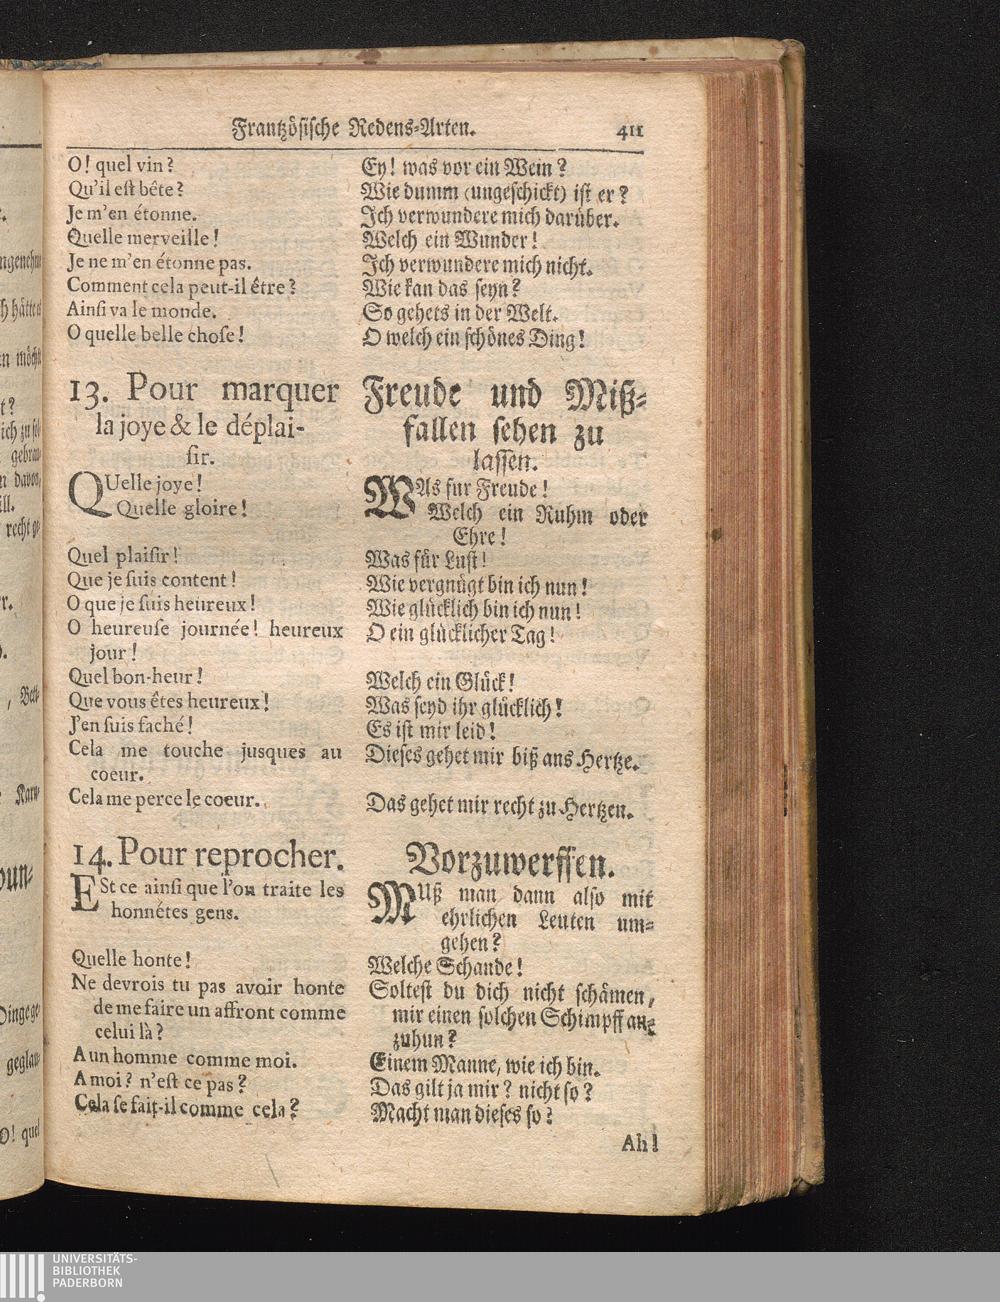 Frantzösische Redens-Arten. 411
O! quel vin?
Qu'il est bête?
Je m'en étonne.
Quelle merveille!
Je ne m'en étonne pas.
Comment cela peut-il être?
Ainsi va le monde.
O quelle belle chose!
Ey! was vor ein Wein?
Wie dumm (ungeschickt) ist er?
Ich verwundere mich darüber.
Welch ein Wunder!
Ich verwundere mich nicht.
Wie kan das seyn?
So gehets in der Welt.
O welch ein schönes Ding!
13. Pour marquer
la joye & le déplai-
sir.
QUelle joye!
Quelle gloire!
Quel plaisir!
Que je suis content!
O que je suis heureux!
O heureuse journée! heureux
jour!
Quel bon-heur!
Que vous êtes heureux!
J'en suis faché!
Cela me touche jusques au
coeur.
Cela me perce le coeur.
Freude und Miß-
fallen sehen zu
lassen.
WAs fur Freude!
Welch ein Ruhm oder
Ehre!
Was für Lust!
Wie vergnügt bin ich nun!
Wie glücklich bin ich nun!
O ein glücklicher Tag!
Welch ein Glück!
Was seyd ihr glücklich!
Es ist mir leid!
Dieses gehet mir biß ans Hertze.
Das gehet mir recht zu Hertzen.
14. Pour reprocher.
ESt ce ainsi que l'on traite les
honnétes gens.
Quelle honte!
Ne devrois tu pas avoir honte
de me faire un affront comme
celui là?
A un homme comme moi.
A moi? n'est ce pas?
Cela se fait-il comme cela?
Vorzuwerffen.
MUß man dann also mit
ehrlichen Leuten um-
gehen?
Welche Schande!
Soltest du dich nicht schämen,
mir einen solchen Schimpff an-
zuhun?
Einem Manne, wie ich bin.
Das gilt ja mir? nicht so?
Macht man dieses so?
Ah!
UNIVERSITÄTS-
BIBLIOTHEK
PADERBORN